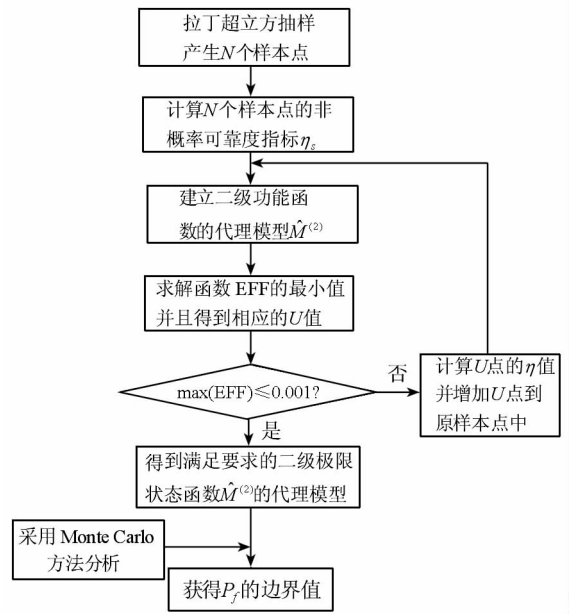 拉丁超立方抽样
产生N个样本点
计算N个样本点的非
概率可靠度指标ηs
建立二级功能函
数的代理模型M̂⁽²⁾
求解函数EFF的最小值
并且得到相应的U值
max(EFF)≤0.001?
否
计算U点的η值
并增加U点到
原样本点中
是
得到满足要求的二级极限
状态函数M̂⁽²⁾的代理模型
采用Monte Carlo
方法分析
获得Pf的边界值